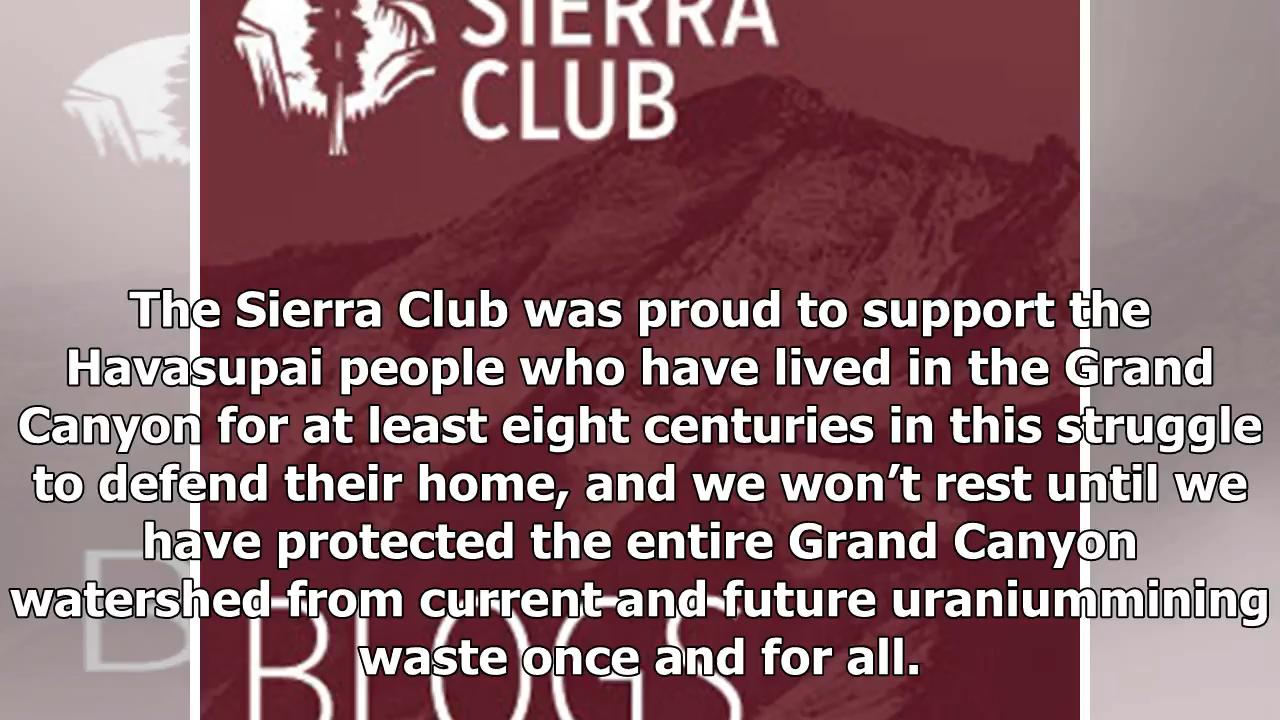 SIERRA
CLUB
The Sierra Club was proud to support the
Havasupai people who have lived in the Grand
Canyon for at least eight centuries in this struggle
to defend their home, and we won’t rest until we
have protected the entire Grand Canyon
watershed from current and future uraniummining
waste once and for all.
B
BLOGS